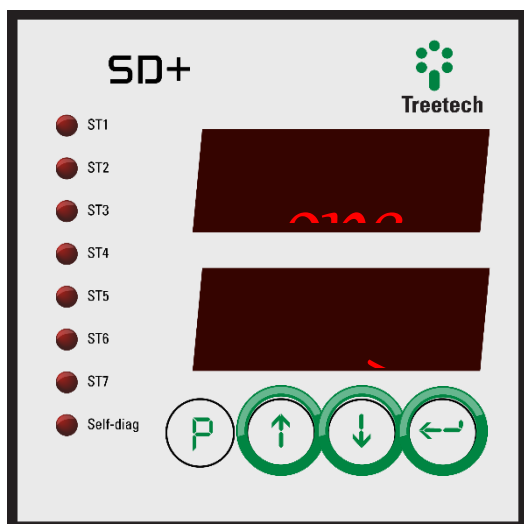 SD+
Treetech
ST1
ST2
ST3
ST4
ST5
ST6
ST7
Self-diag
P